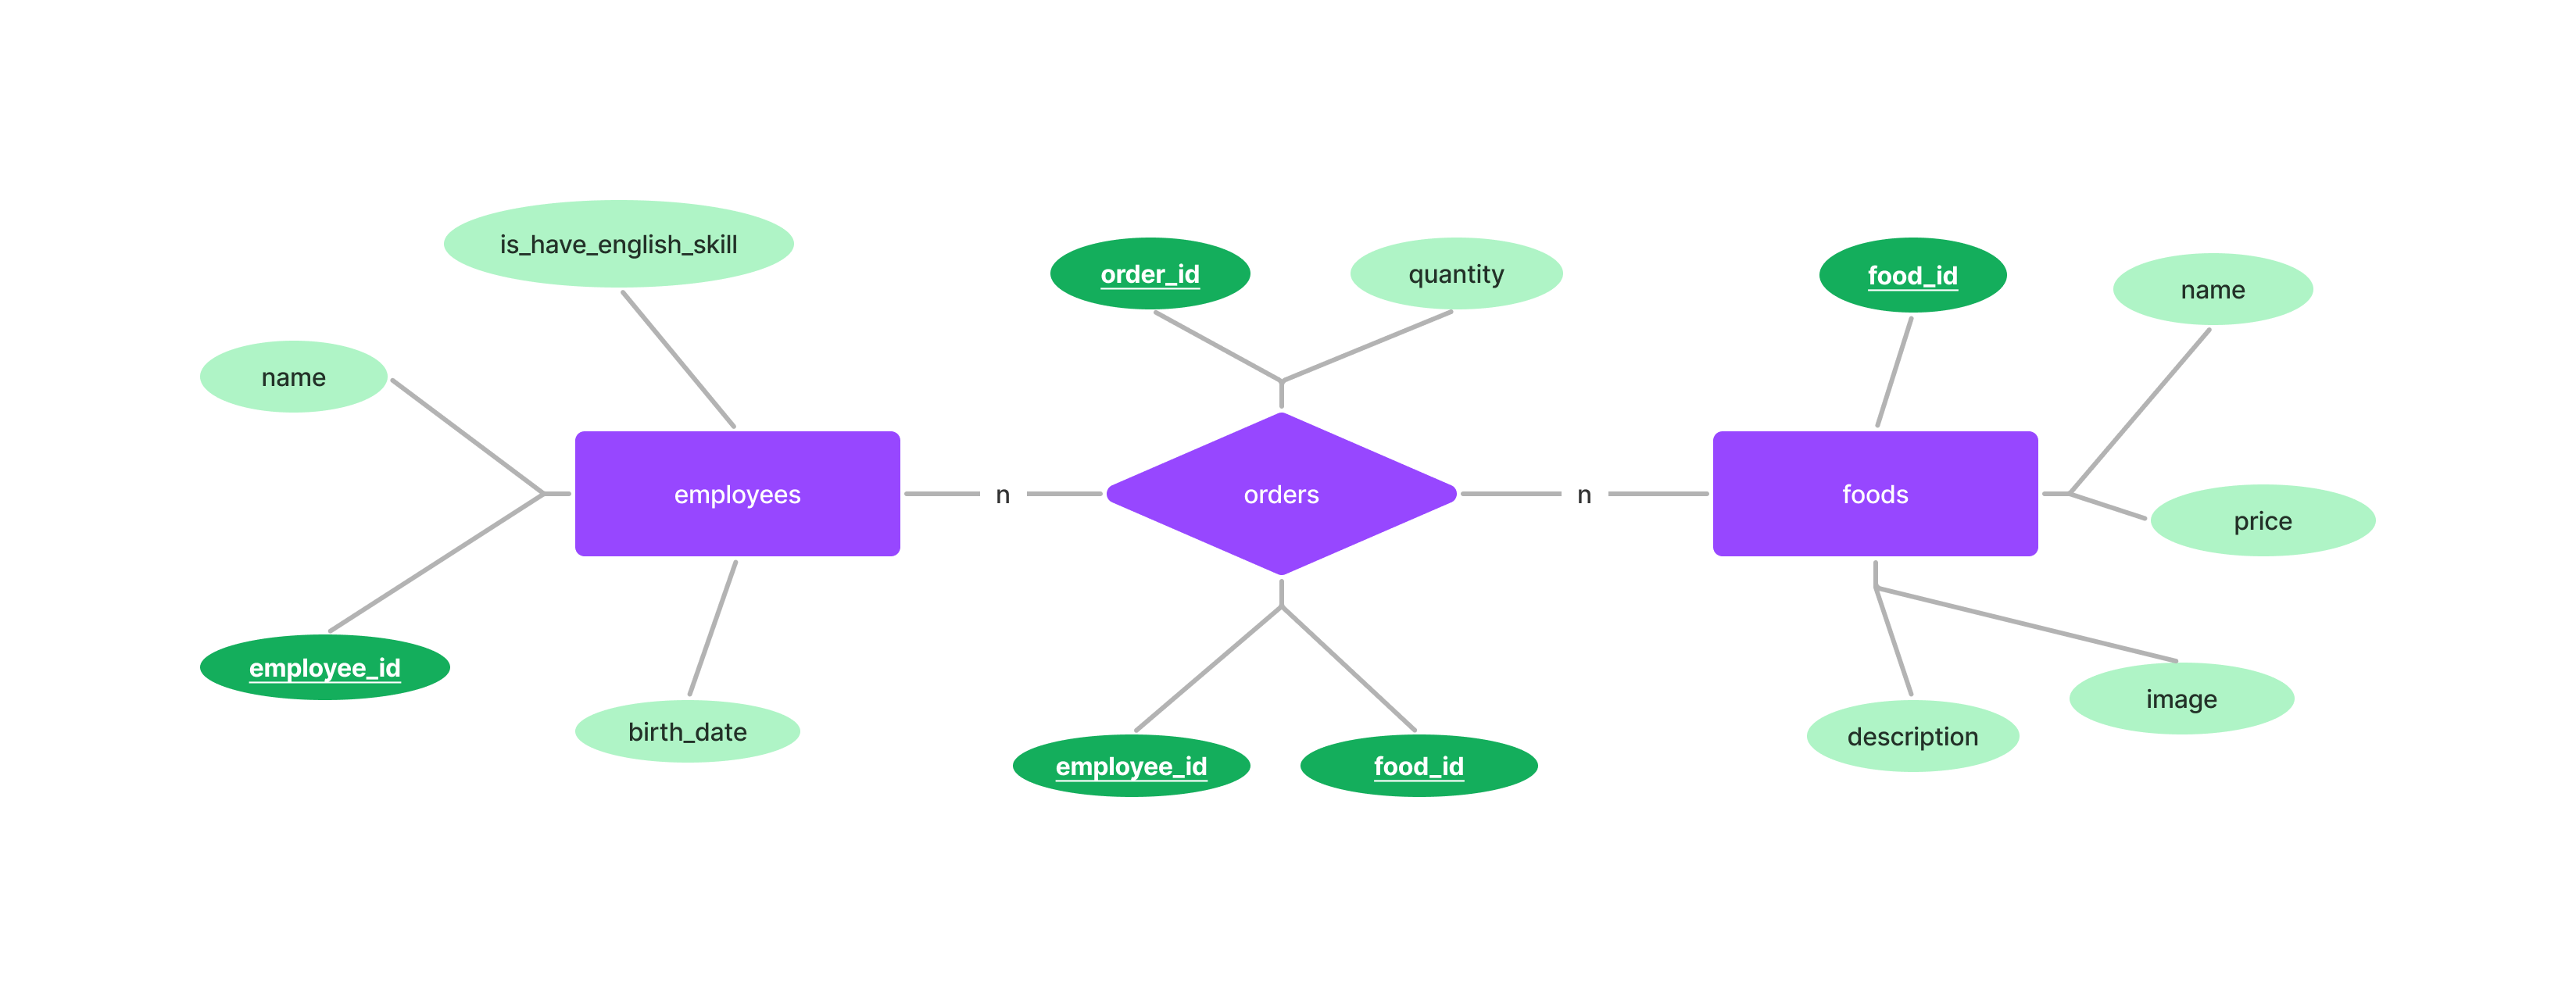 is_have_english_skill
order_id
quantity
food_id
name
name
employees
n
orders
n
foods
price
employee_id
birth_date
employee_id
food_id
description
image